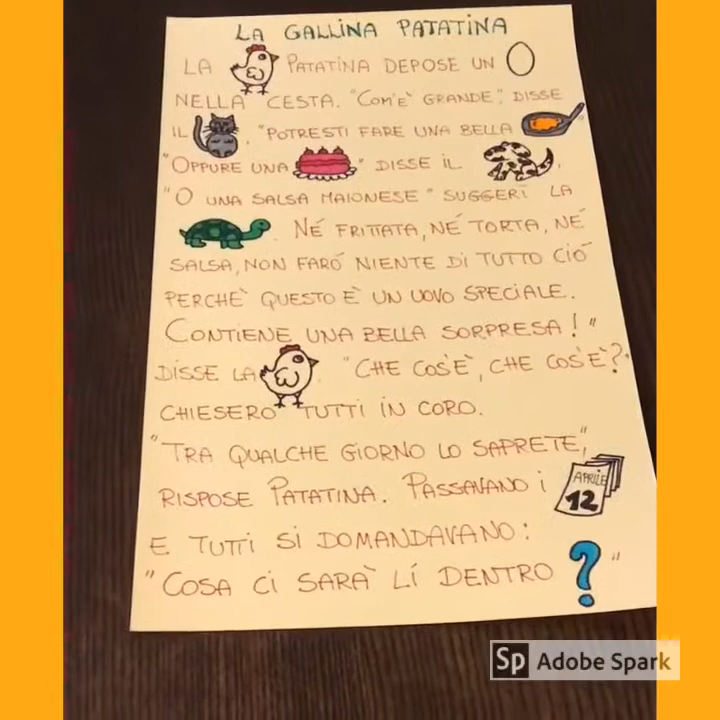 LA GALLINA PATATINA
LA PATATINA DEPOSE UN
NELLA CESTA. "COM'E' GRANDE", DISSE
IL , "POTRESTI FARE UNA BELLA "
"OPPURE UNA " DISSE IL ,
"O UNA SALSA MAIONESE" SUGGERÌ LA
. NÉ FRITTATA, NÉ TORTA, NÉ
SALSA, NON FARÓ NIENTE DI TUTTO CIÓ
PERCHÈ QUESTO È UN UOVO SPECIALE.
CONTIENE UNA BELLA SORPRESA!"
DISSE LA . "CHE COS'È, CHE COS'È?"
CHIESERO TUTTI IN CORO.
"TRA QUALCHE GIORNO LO SAPRETE",
RISPOSE PATATINA. PASSAVANO I APRILE 12
E TUTTI SI DOMANDAVANO:
"COSA CI SARÀ LÍ DENTRO ? "
Sp Adobe Spark